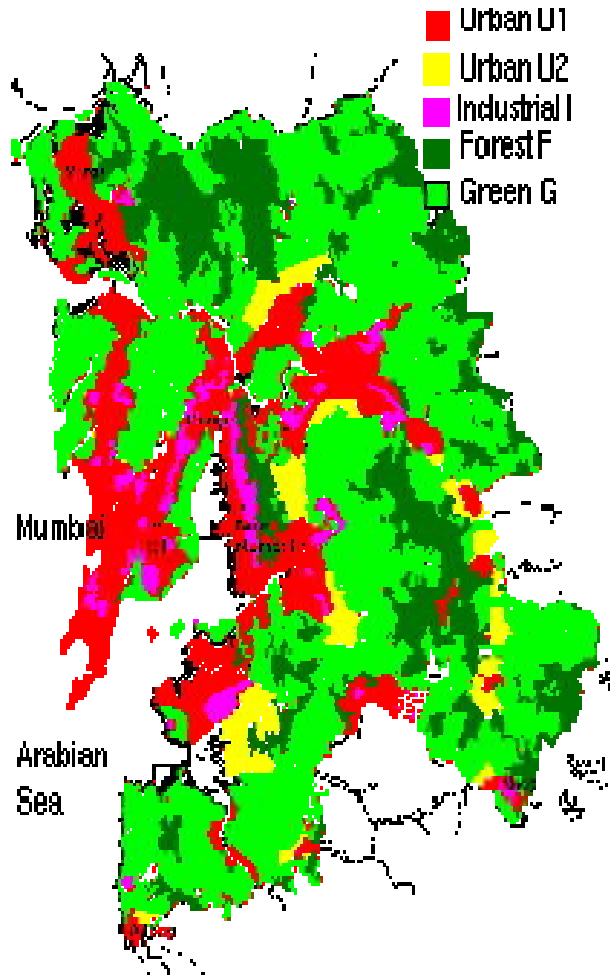 Urban U1
Urban U2
Industrial I
Forest F
Green G
Mumbai
Arabian
Sea